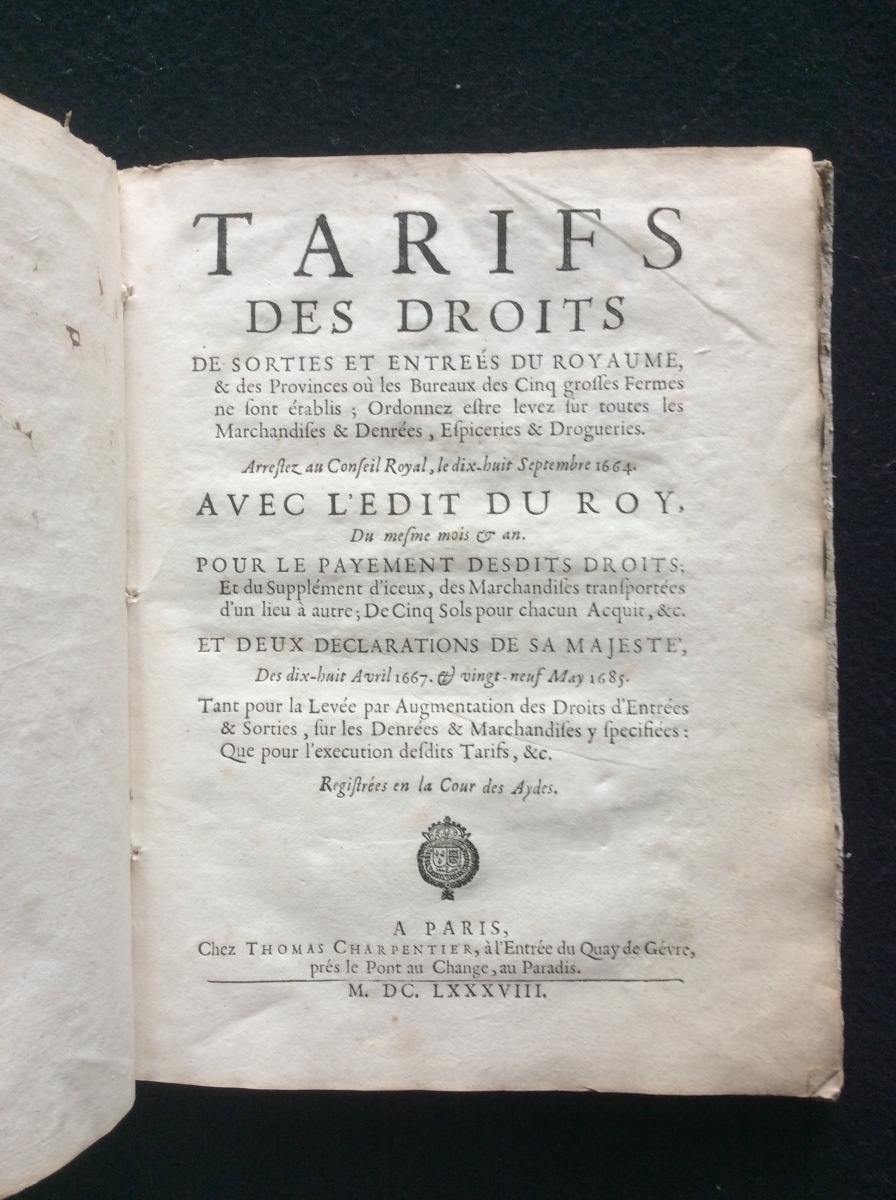 TARIFS
DES DROITS
DE SORTIES ET ENTREÉS DU ROYAUME,
& des Provinces où les Bureaux des Cinq groſſes Fermes
ne ſont établis ; Ordonnez eſtre levez ſur toutes les
Marchandiſes & Denrées, Eſpiceries & Drogueries.
Arreſtez au Conſeil Royal, le dix-huit Septembre 1664.
AVEC L'EDIT DU ROY,
Du meſme mois & an.
POUR LE PAYEMENT DESDITS DROITS;
Et du Supplément d'iceux, des Marchandiſes tranſportées
d'un lieu à autre; De Cinq Sols pour chacun Acquit, &c.
ET DEUX DECLARATIONS DE SA MAJESTE',
Des dix-huit Avril 1667. & vingt-neuf May 1685.
Tant pour la Levée par Augmentation des Droits d'Entrées
& Sorties, ſur les Denrées & Marchandiſes y ſpecifiées :
Que pour l'execution deſdits Tarifs, &c.
Regiſtrées en la Cour des Aydes.
A PARIS,
Chez THOMAS CHARPENTIER, à l'Entrée du Quay de Gévre,
prés le Pont au Change, au Paradis.
M. DC. LXXXVIII.